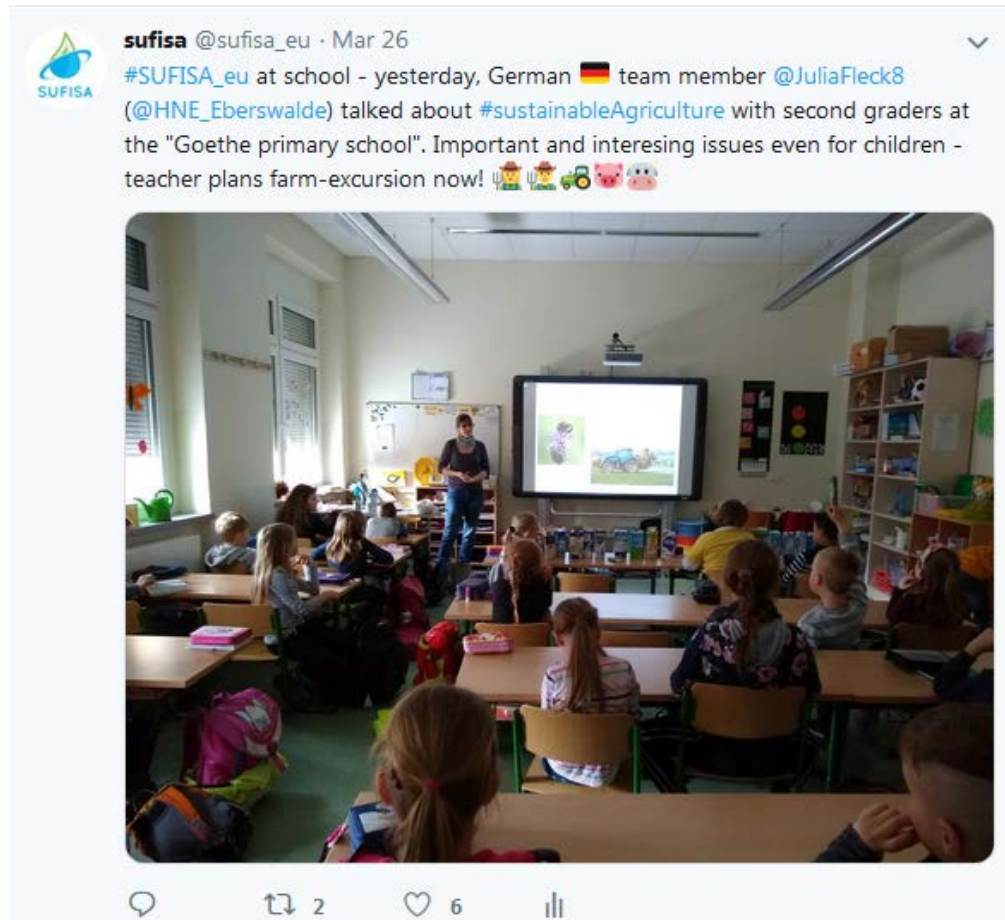 sufisa @sufisa_eu · Mar 26
#SUFISA_eu at school - yesterday, German 🇩🇪 team member @JuliaFleck8
(@HNE_Eberswalde) talked about #sustainableAgriculture with second graders at
the "Goethe primary school". Important and interesing issues even for children -
teacher plans farm-excursion now! 👩‍🌾👨‍🌾🚜🐷🐮
SUFISA
2
6